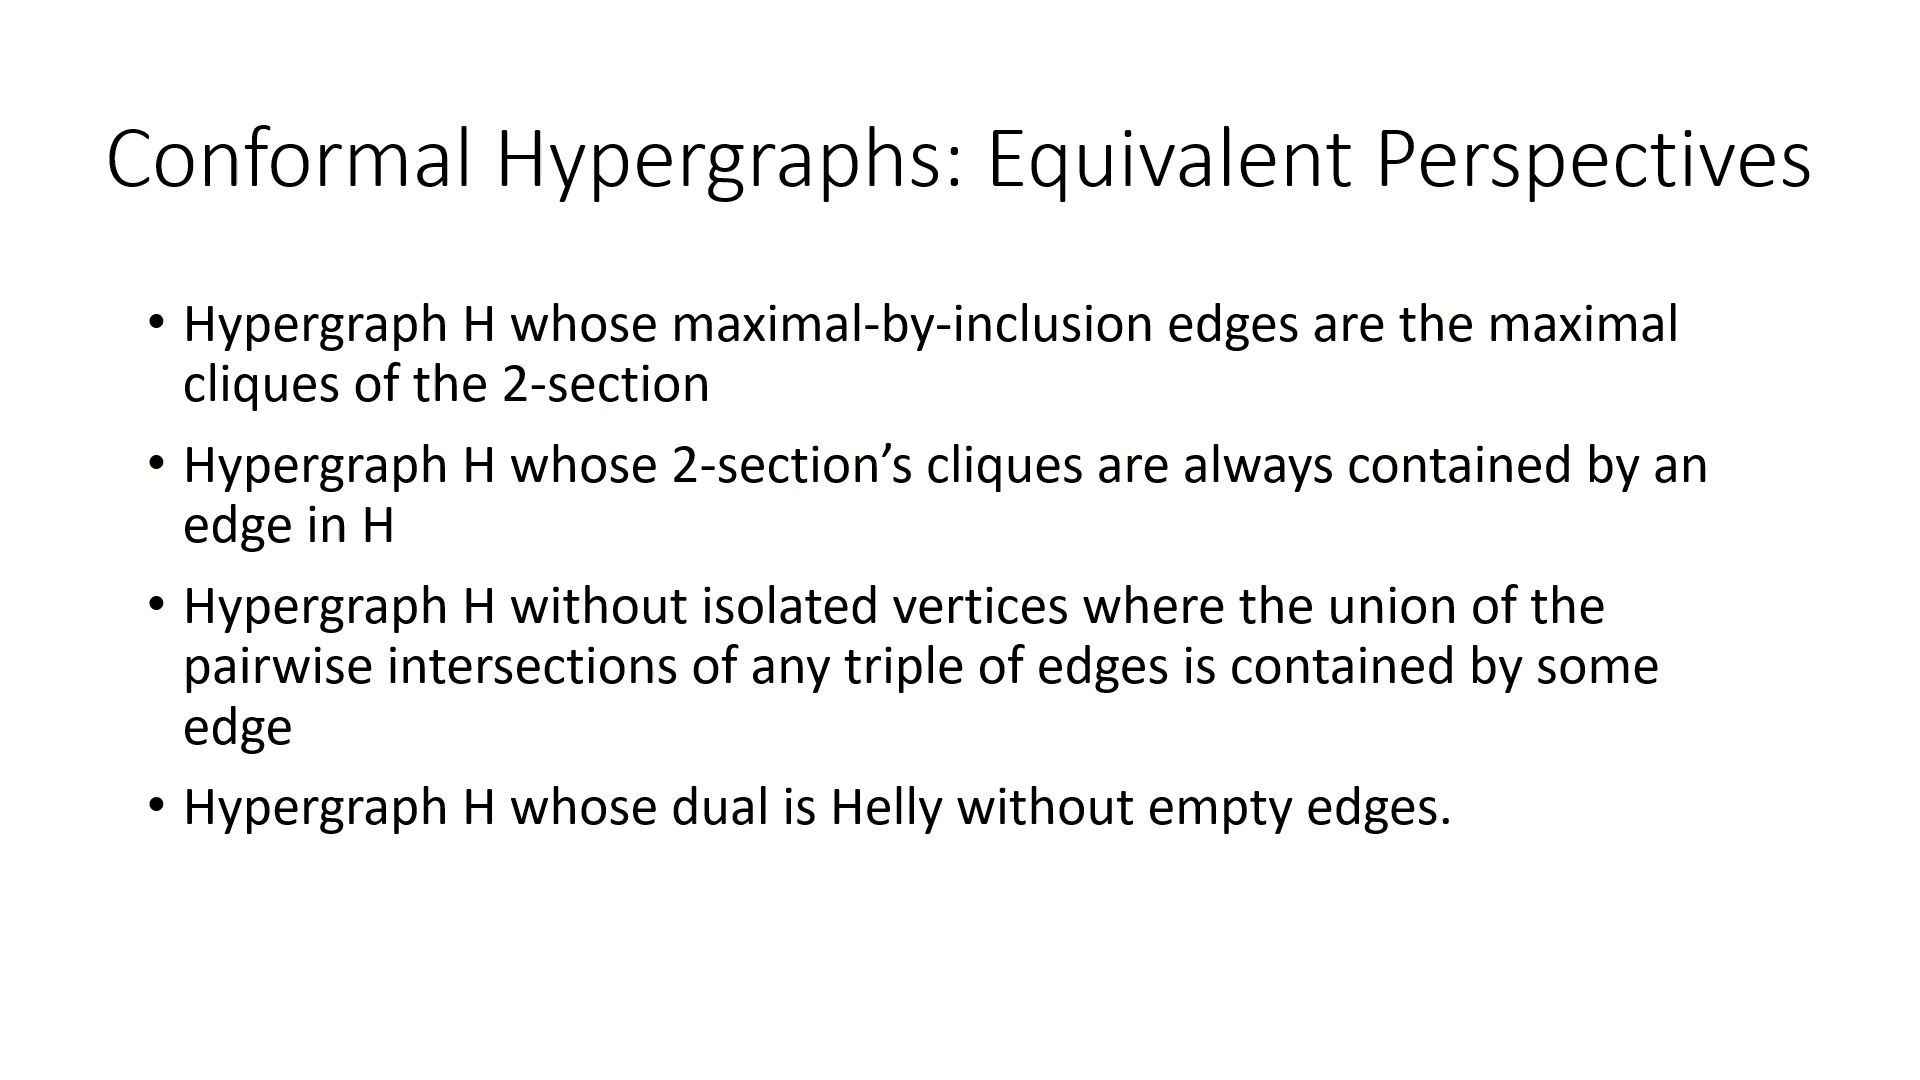 Conformal Hypergraphs: Equivalent Perspectives
• Hypergraph H whose maximal-by-inclusion edges are the maximal
cliques of the 2-section
• Hypergraph H whose 2-section’s cliques are always contained by an
edge in H
• Hypergraph H without isolated vertices where the union of the
pairwise intersections of any triple of edges is contained by some
edge
• Hypergraph H whose dual is Helly without empty edges.